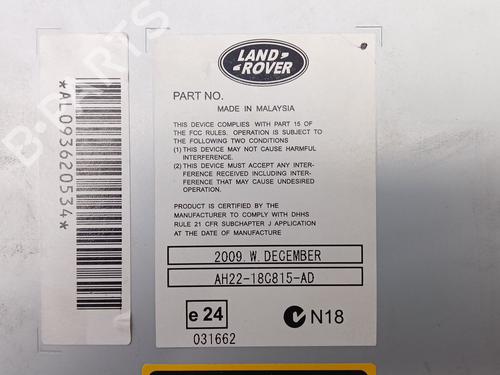 B-PARTS
*AL0936205​34*
LAND
ROVER
PART NO.
MADE IN MALAYSIA
THIS DEVICE COMPLIES WITH PART 15 OF
THE FCC RULES. OPERATION IS SUBJECT TO
THE FOLLOWING TWO CONDITIONS
(1) THIS DEVICE MAY NOT CAUSE HARMFUL
INTERFERENCE.
(2) THIS DEVICE MUST ACCEPT ANY INTER-
FERENCE RECEIVED INCLUDING INTER-
FERENCE THAT MAY CAUSE UNDESIRED
OPERATION.
PRODUCT IS CERTIFIED BY THE
MANUFACTURER TO COMPLY WITH DHHS
RULE 21 CFR SUBCHAPTER J APPLICATION
AT THE DATE OF MANUFACTURE
2009. W. DECEMBER
AH22-18C815-AD
e 24
N18
031662